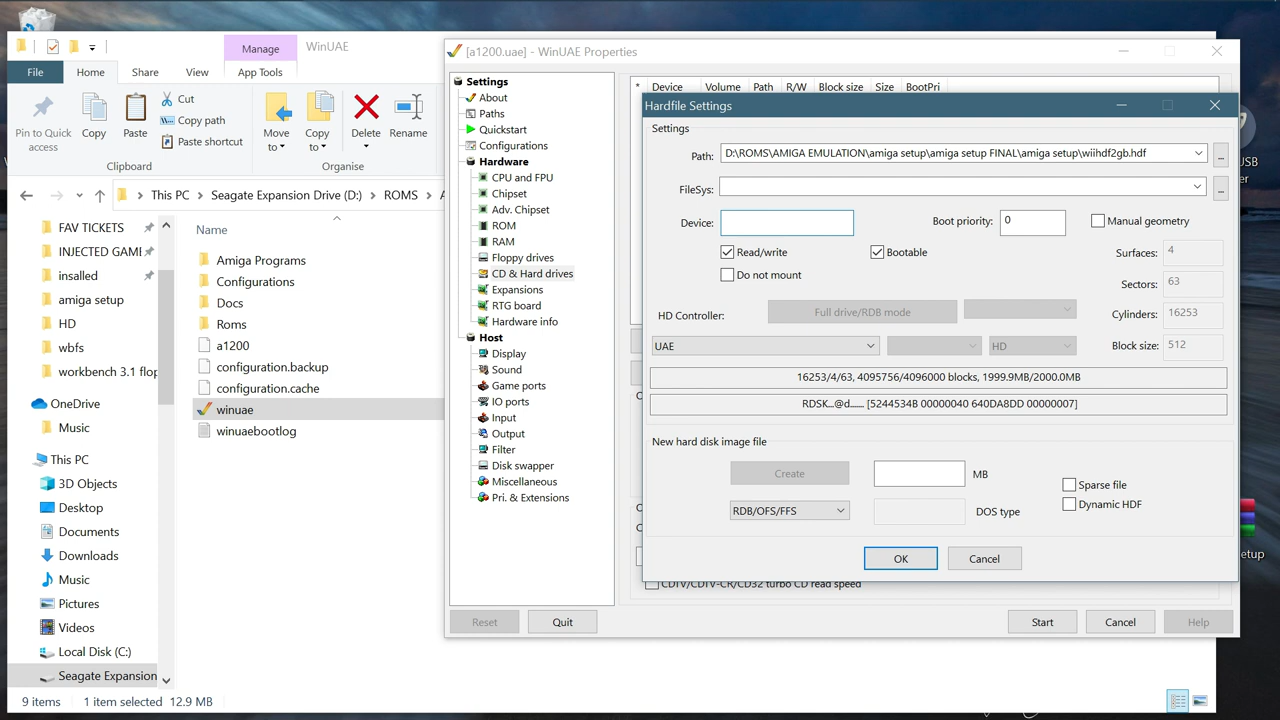 Manage
WinUAE
File
Home
Share
View
App Tools
Pin to Quick access
Copy
Paste
Cut
Copy path
Paste shortcut
Move to
Copy to
Delete
Rename
Clipboard
Organise
This PC
Seagate Expansion Drive (D:)
ROMS
FAV TICKETS
INJECTED GAMI
insalled
amiga setup
HD
wbfs
workbench 3.1 flop
OneDrive
Music
This PC
3D Objects
Desktop
Documents
Downloads
Music
Pictures
Videos
Local Disk (C:)
Seagate Expansion
Name
Amiga Programs
Configurations
Docs
Roms
a1200
configuration.backup
configuration.cache
winuae
winuaebootlog
9 items
1 item selected 12.9 MB
[a1200.uae] - WinUAE Properties
Settings
About
Paths
Quickstart
Configurations
Hardware
CPU and FPU
Chipset
Adv. Chipset
ROM
RAM
Floppy drives
CD & Hard drives
Expansions
RTG board
Hardware info
Host
Display
Sound
Game ports
IO ports
Input
Output
Filter
Disk swapper
Miscellaneous
Pri. & Extensions
* Device Volume Path R/W Block size Size BootPri
Hardfile Settings
Settings
Path: D:\ROMS\AMIGA EMULATION\amiga setup\amiga setup FINAL\amiga setup\wiihdf2gb.hdf
...
FileSys:
...
Device:
Boot priority: 0
Manual geometry
Read/write
Bootable
Surfaces: 4
Do not mount
Sectors: 63
HD Controller:
Full drive/RDB mode
Cylinders: 16253
UAE
HD
Block size: 512
16253/4/63, 4095756/4096000 blocks, 1999.9MB/2000.0MB
RDSK...@d...... [5244534B 00000040 640DA8DD 00000007]
New hard disk image file
Create
MB
Sparse file
RDB/OFS/FFS
DOS type
Dynamic HDF
OK
Cancel
CDTV/CDTV-CR/CD32 turbo CD read speed
Reset
Quit
Start
Cancel
Help
USB
er
etup